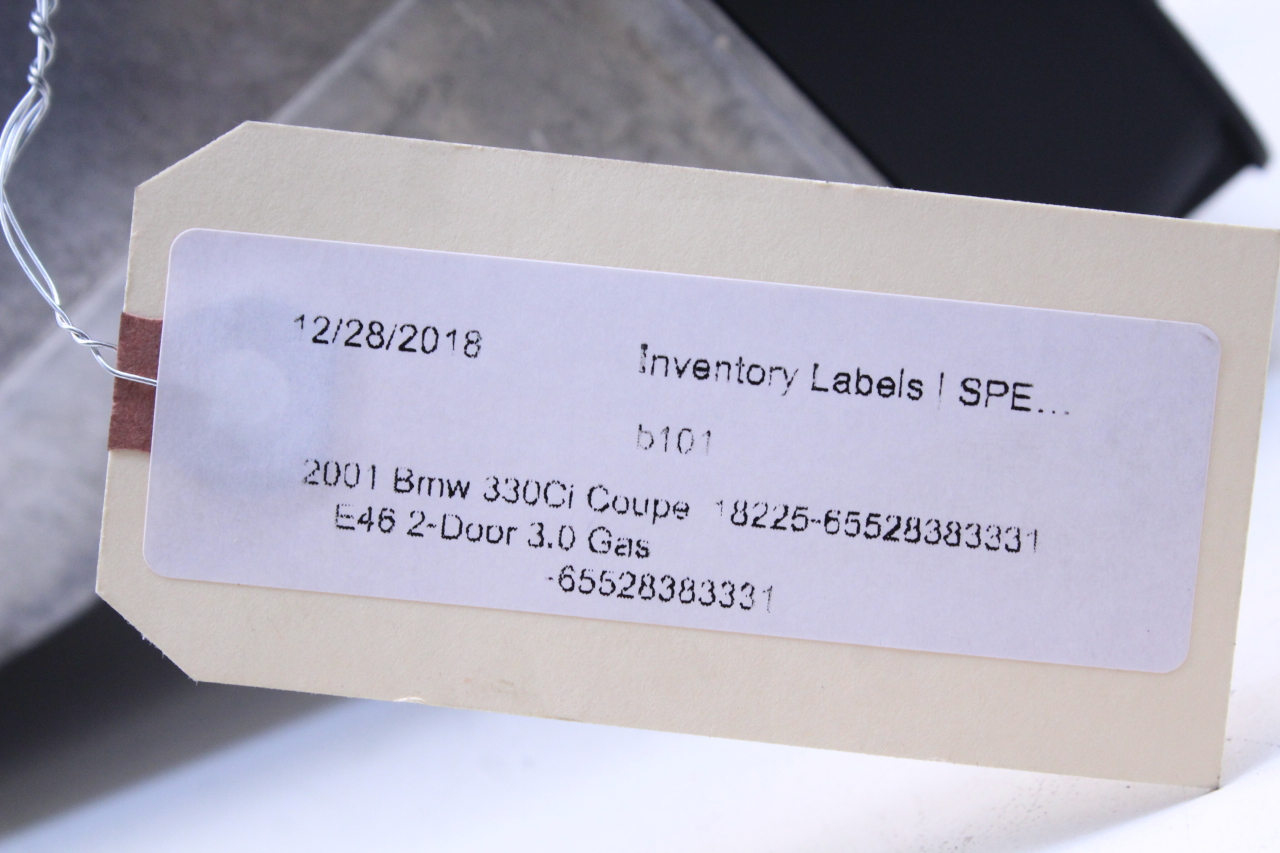 12/28/2018 Inventory Labels | SPE...
b101
2001 Bmw 330Ci Coupe 18225-65528383331
E46 2-Door 3.0 Gas
-65528383331